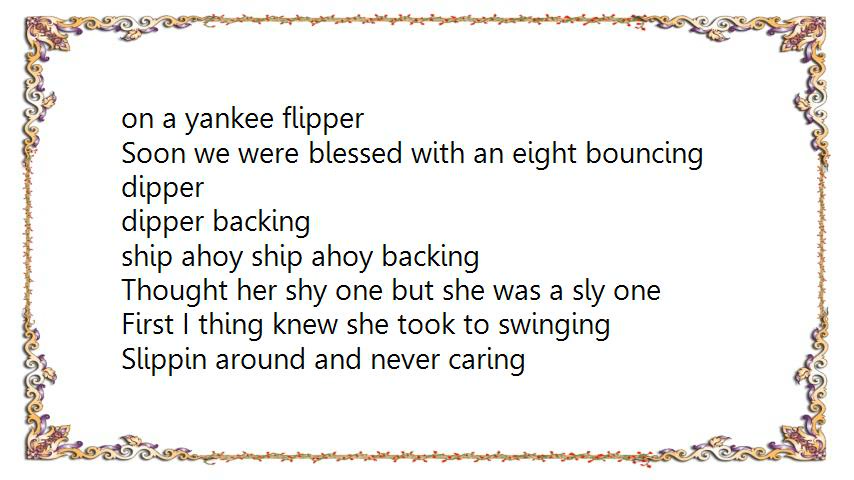 on a yankee flipper
Soon we were blessed with an eight bouncing
dipper
dipper backing
ship ahoy ship ahoy backing
Thought her shy one but she was a sly one
First I thing knew she took to swinging
Slippin around and never caring